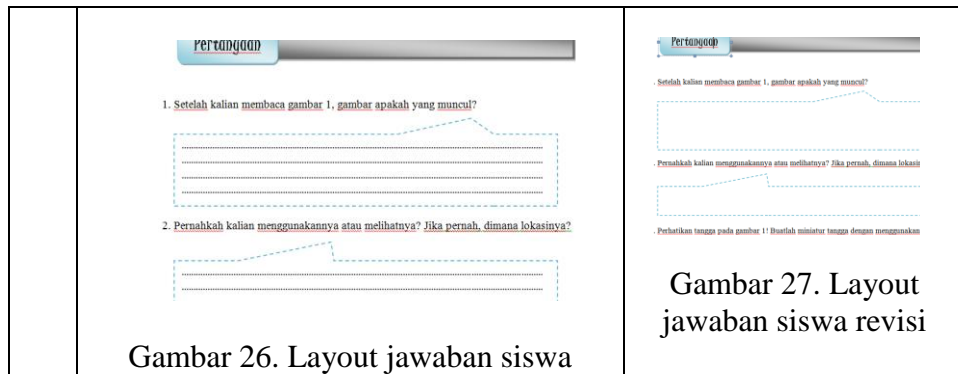 Pertanyaan
1. Setelah kalian membaca gambar 1, gambar apakah yang muncul?
2. Pernahkah kalian menggunakannya atau melihatnya? Jika pernah, dimana lokasinya?
Gambar 26. Layout jawaban siswa
Pertanyaan
. Setelah kalian membaca gambar 1, gambar apakah yang muncul?
. Pernahkah kalian menggunakannya atau melihatnya? Jika pernah, dimana
. Perhatikan tangga pada gambar 1! Buatlah miniatur tangga dengan menggunakan
Gambar 27. Layout
jawaban siswa revisi